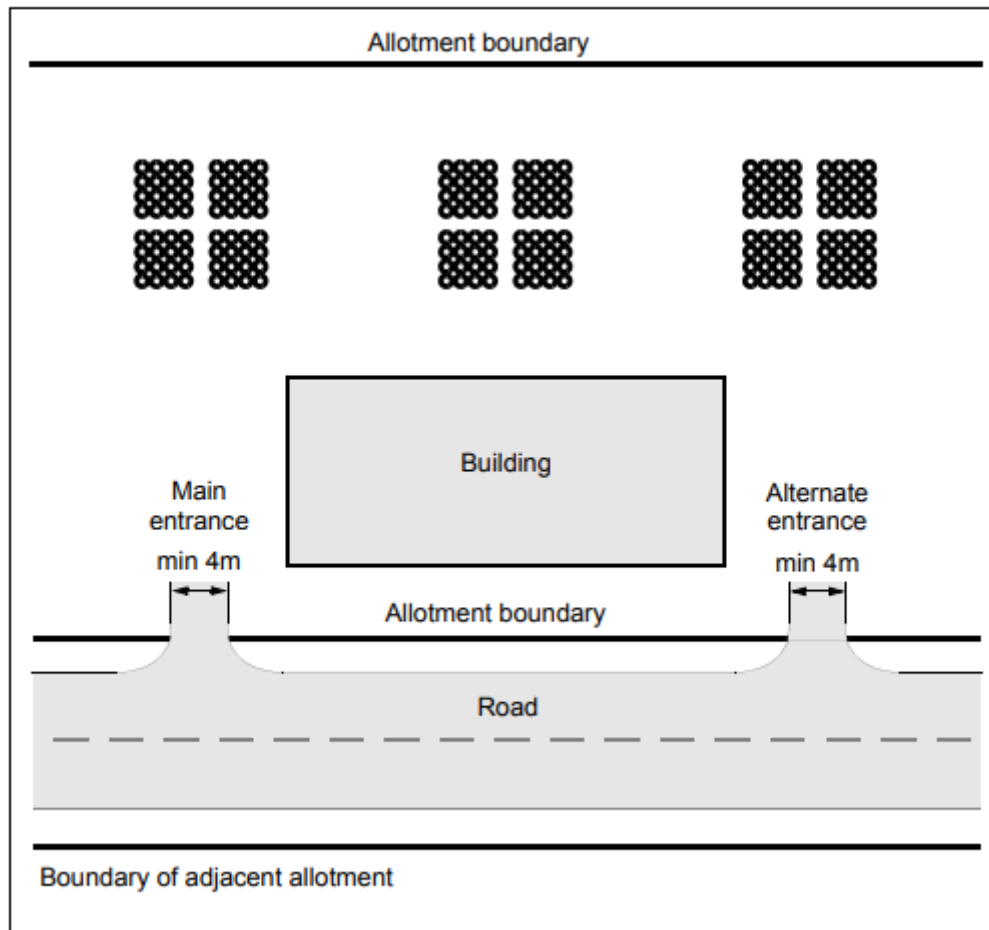 Allotment boundary
Building
Main
entrance
min 4m
Alternate
entrance
min 4m
Allotment boundary
Road
Boundary of adjacent allotment